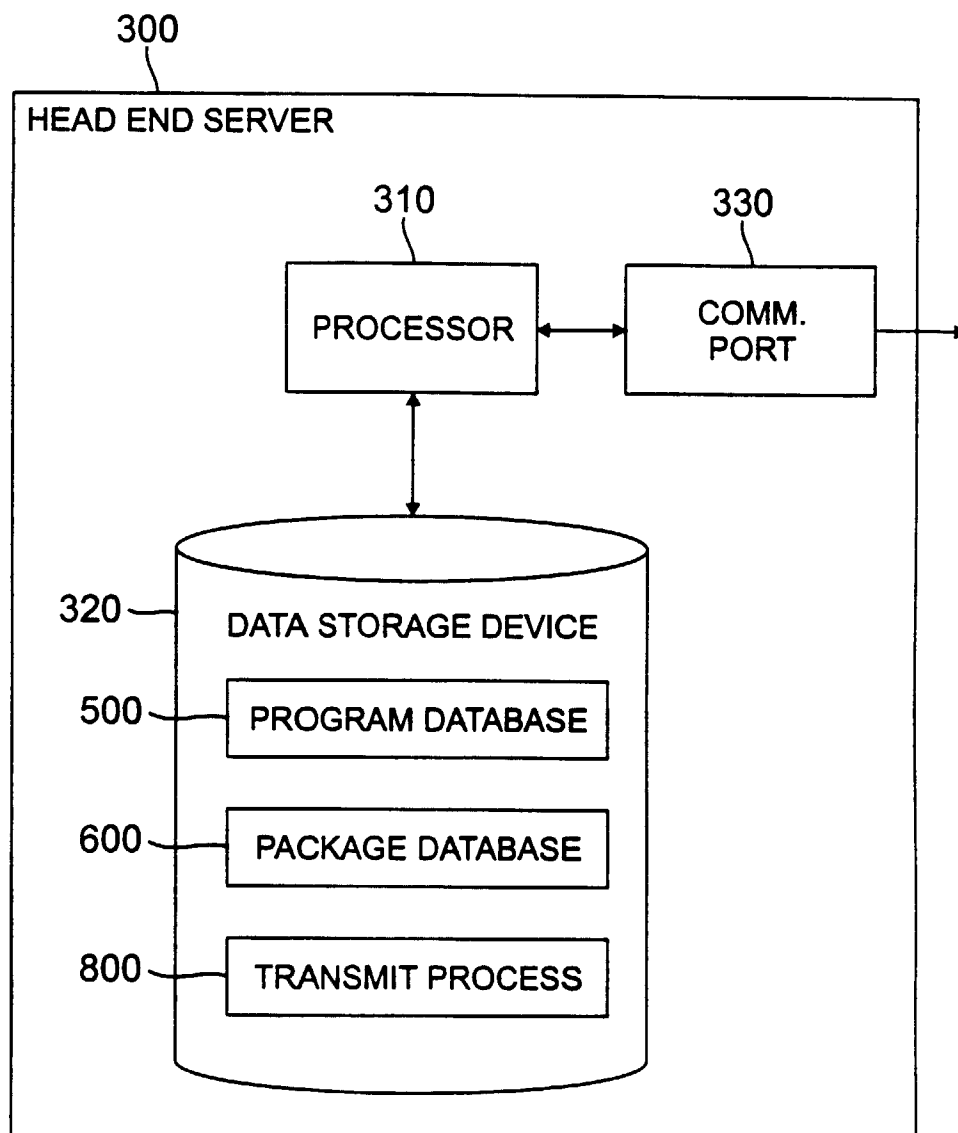 300
HEAD END SERVER
310
330
PROCESSOR
COMM.
PORT
320
DATA STORAGE DEVICE
500
PROGRAM DATABASE
600
PACKAGE DATABASE
800
TRANSMIT PROCESS